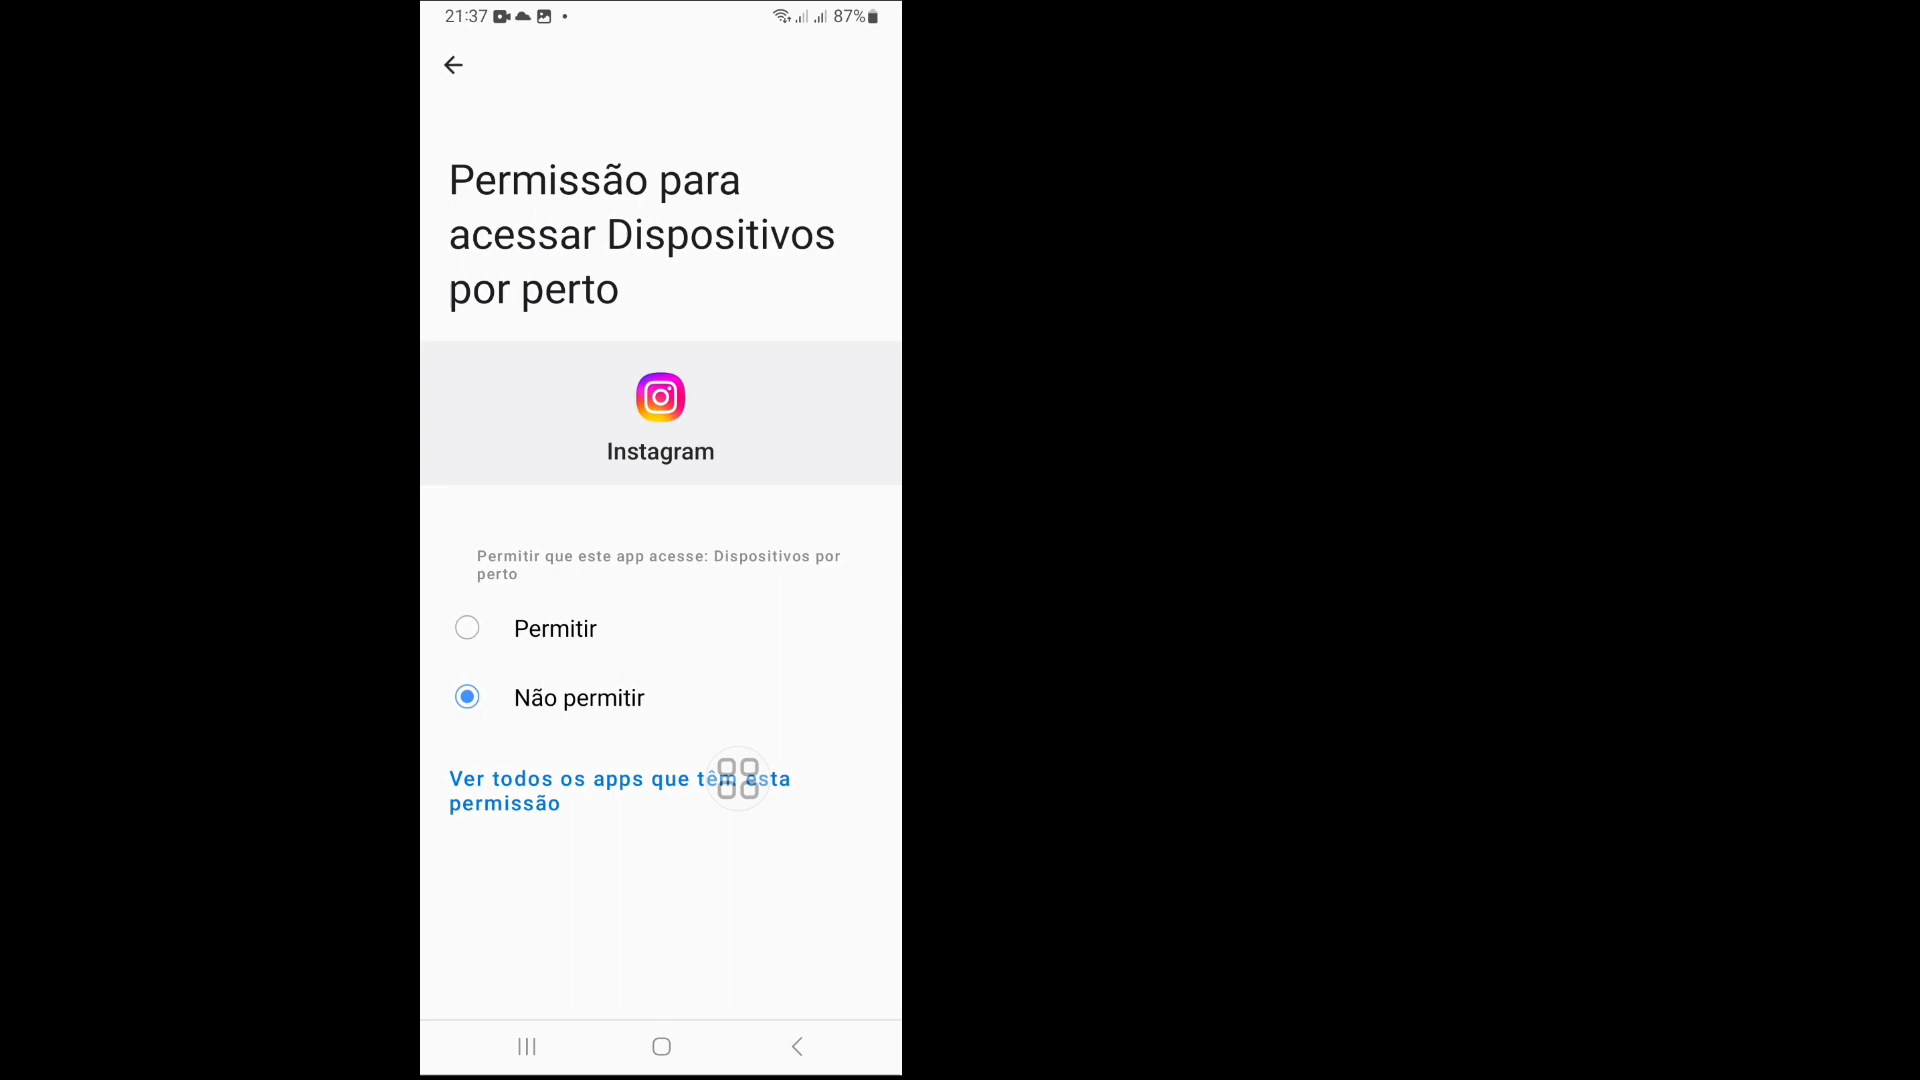 21:37
87%
Permissão para
acessar Dispositivos
por perto
Instagram
Permitir que este app acesse: Dispositivos por
perto
Permitir
Não permitir
Ver todos os apps que têm esta
permissão